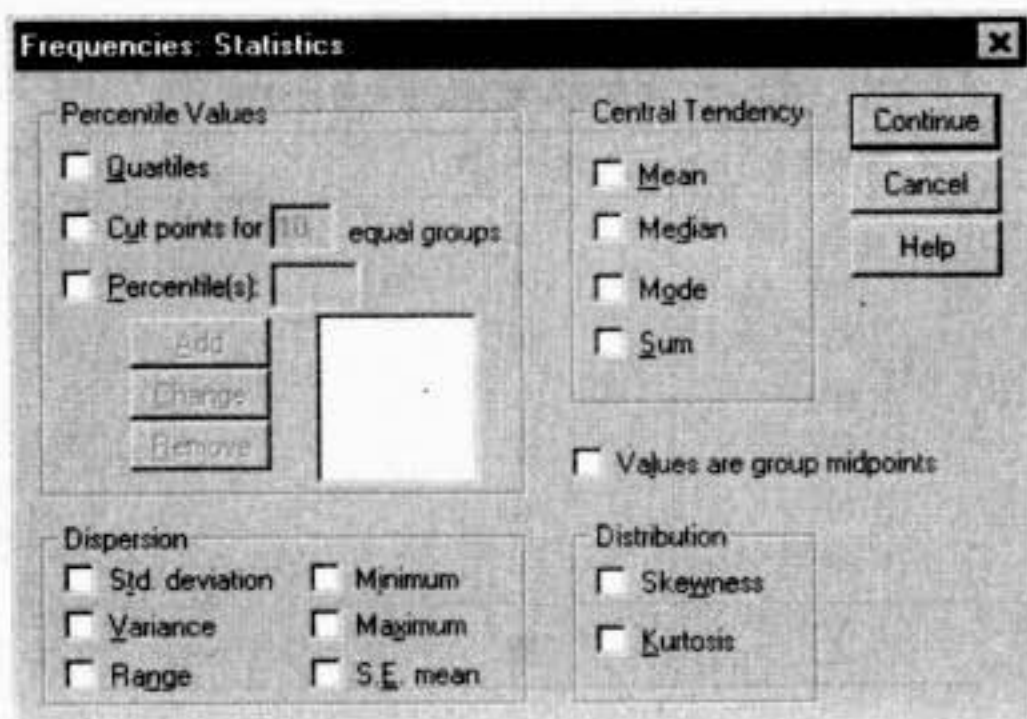 Frequencies: Statistics
Percentile Values
Quartiles
Cut points for 10 equal groups
Percentile(s):
Add
Change
Remove
Central Tendency
Mean
Median
Mode
Sum
Continue
Cancel
Help
Values are group midpoints
Dispersion
Std. deviation
Variance
Range
Minimum
Maximum
S.E. mean
Distribution
Skewness
Kurtosis